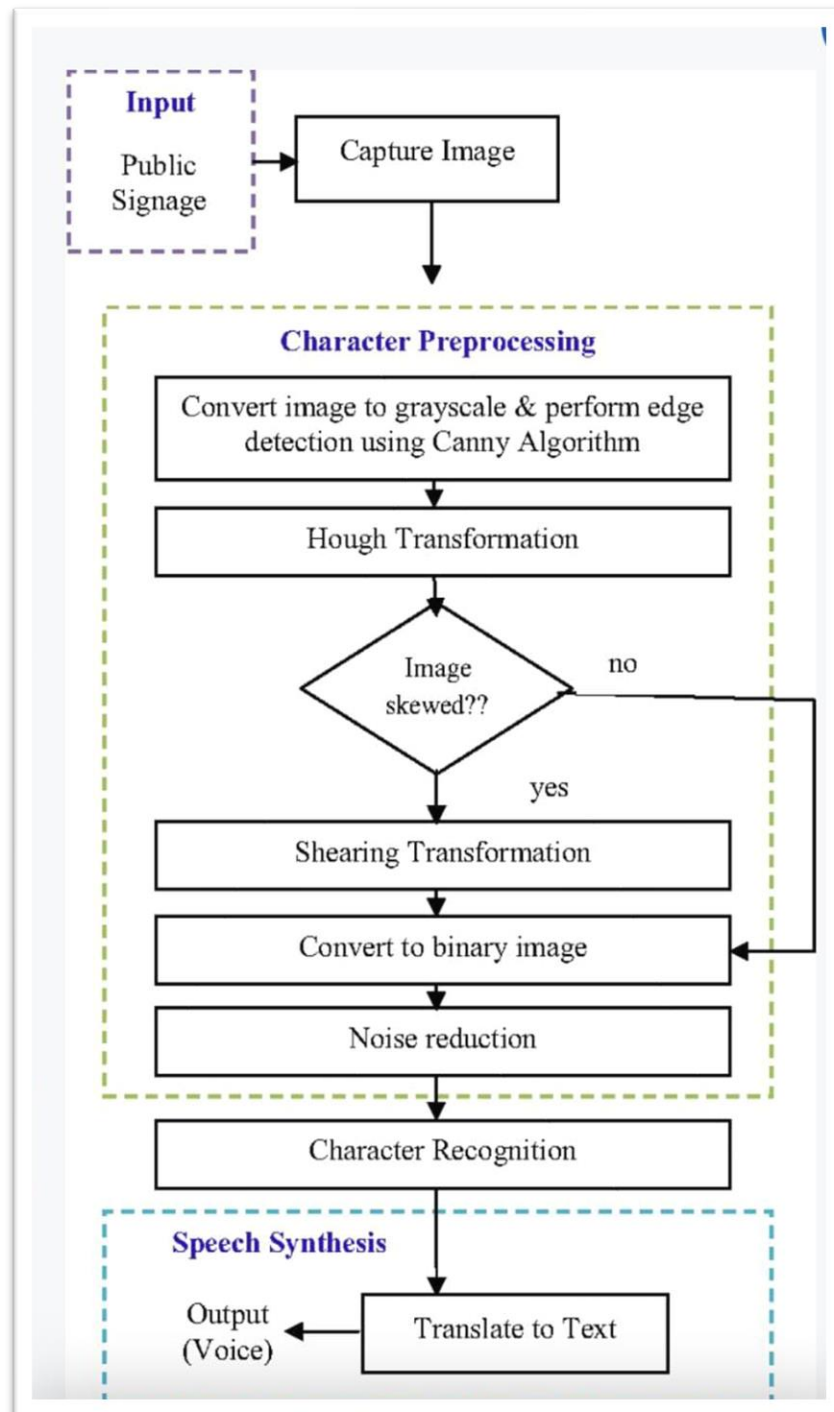 Input
Public
Signage
Capture Image
Character Preprocessing
Convert image to grayscale & perform edge
detection using Canny Algorithm
Hough Transformation
Image
skewed??
no
yes
Shearing Transformation
Convert to binary image
Noise reduction
Character Recognition
Speech Synthesis
Output
(Voice)
Translate to Text